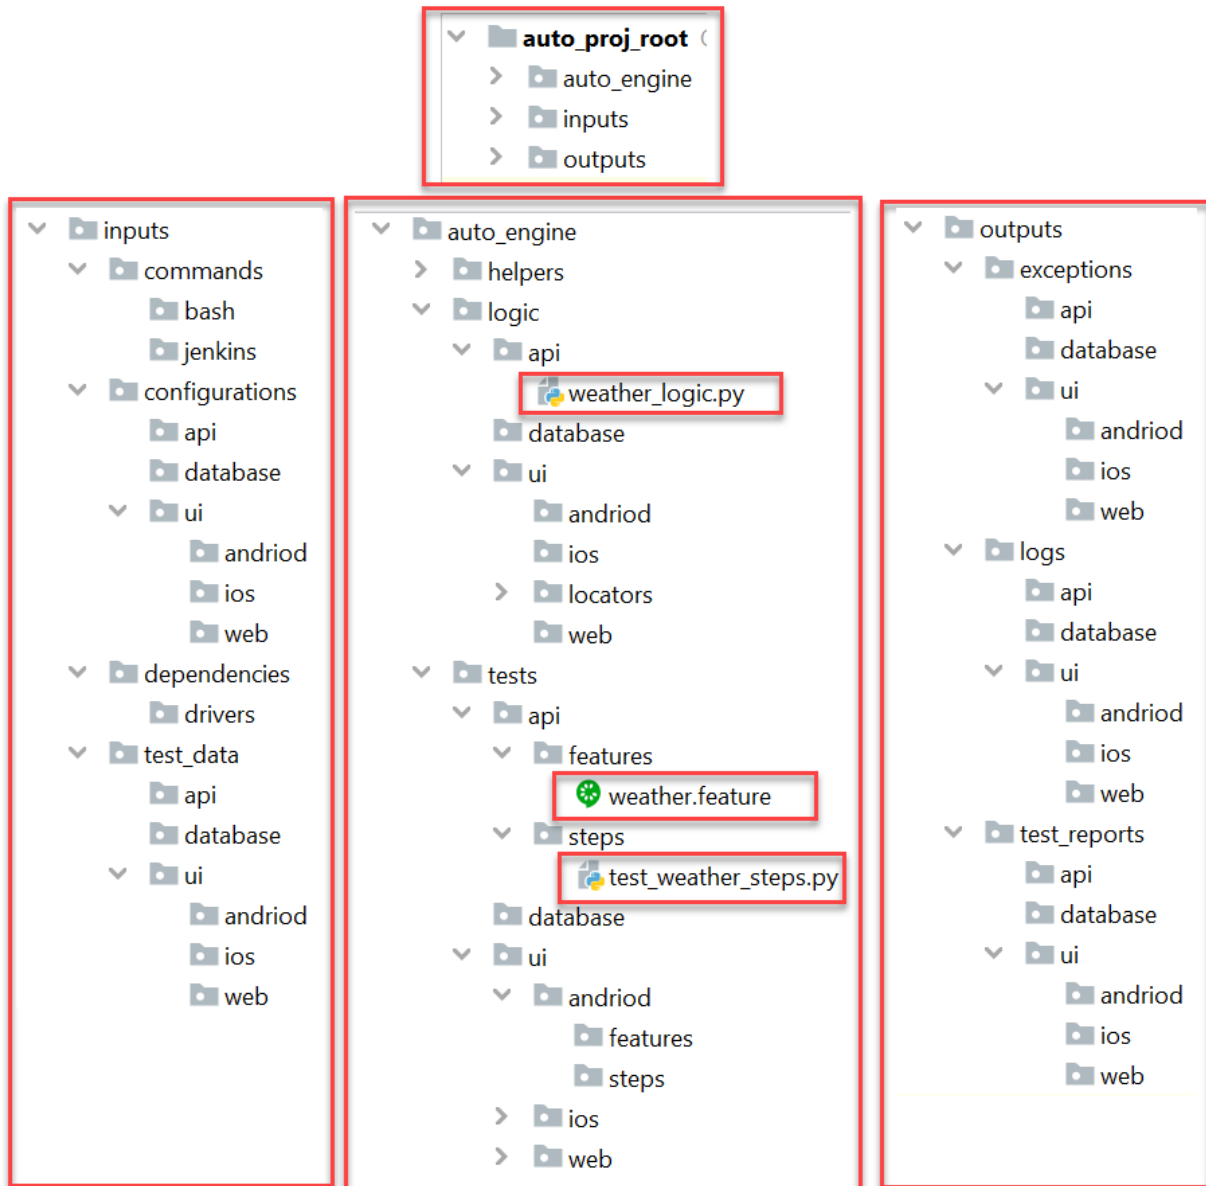 auto_proj_root
auto_engine
inputs
outputs
inputs
commands
bash
jenkins
configurations
api
database
ui
andriod
ios
web
dependencies
drivers
test_data
api
database
ui
andriod
ios
web
auto_engine
helpers
logic
api
weather_logic.py
database
ui
andriod
ios
locators
web
tests
api
features
weather.feature
steps
test_weather_steps.py
database
ui
andriod
features
steps
ios
web
outputs
exceptions
api
database
ui
andriod
ios
web
logs
api
database
ui
andriod
ios
web
test_reports
api
database
ui
andriod
ios
web